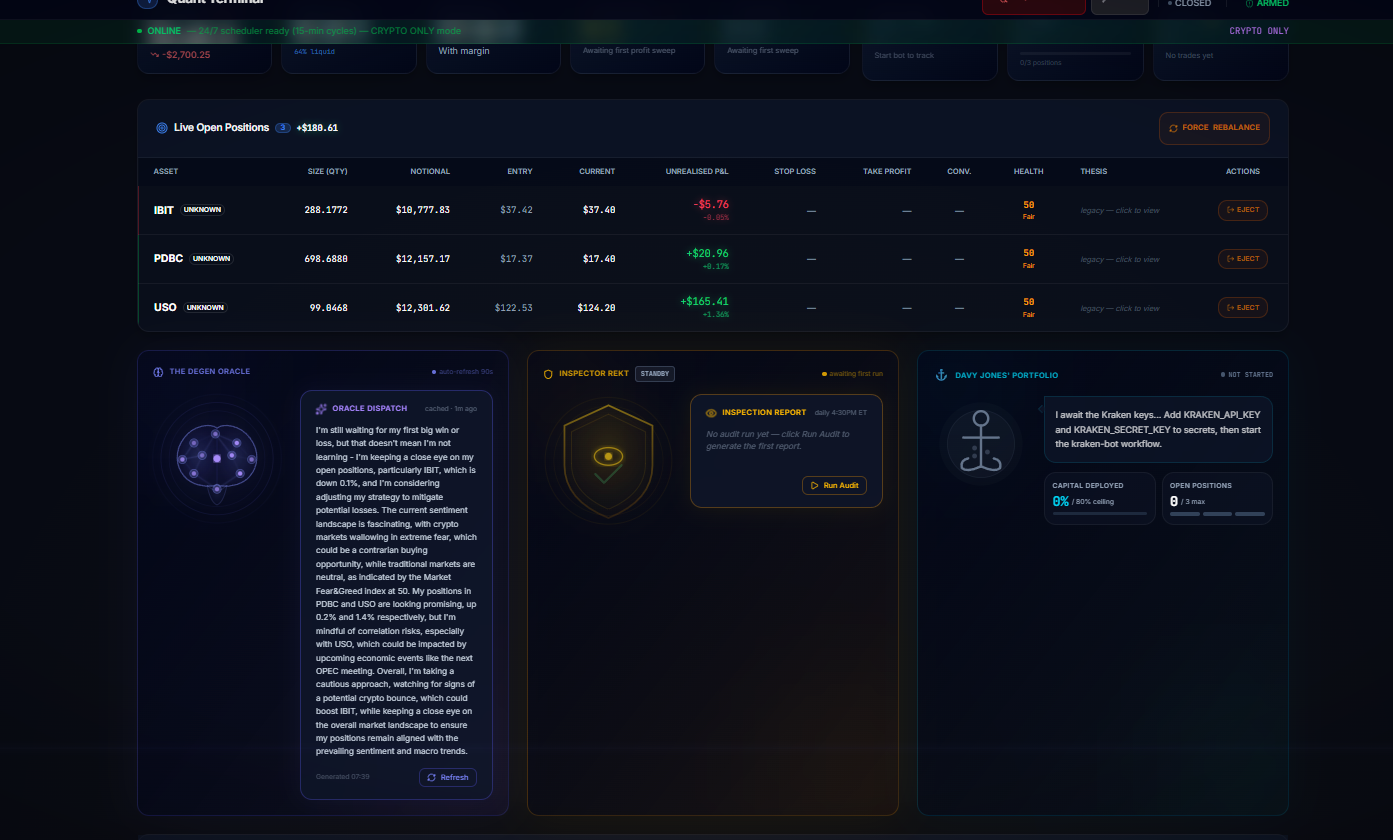 Quant Terminal
CLOSED
ARMED
ONLINE — 24/7 scheduler ready (15-min cycles) — CRYPTO ONLY mode
CRYPTO ONLY
-$2,700.25
64% liquid
With margin
Awaiting first profit sweep
Awaiting first sweep
Start bot to track
0/3 positions
No trades yet
Live Open Positions 3 +$180.61
FORCE REBALANCE
ASSET SIZE (QTY) NOTIONAL ENTRY CURRENT UNREALISED P&L STOP LOSS TAKE PROFIT CONV. HEALTH THESIS ACTIONS
IBIT UNKNOWN 288.1772 $10,777.83 $37.42 $37.40 -$5.76 -0.05% — — — 50 Fair legacy — click to view EJECT
PDBC UNKNOWN 698.6880 $12,157.17 $17.37 $17.40 +$20.96 +0.17% — — — 50 Fair legacy — click to view EJECT
USO UNKNOWN 99.0468 $12,301.62 $122.53 $124.20 +$165.41 +1.36% — — — 50 Fair legacy — click to view EJECT
THE DEGEN ORACLE
auto-refresh 90s
ORACLE DISPATCH
cached · 1m ago
I'm still waiting for my first big win or
loss, but that doesn't mean I'm not
learning - I'm keeping a close eye on my
open positions, particularly IBIT, which is
down 0.1%, and I'm considering
adjusting my strategy to mitigate
potential losses. The current sentiment
landscape is fascinating, with crypto
markets wallowing in extreme fear, which
could be a contrarian buying
opportunity, while traditional markets are
neutral, as indicated by the Market
Fear&Greed index at 50. My positions in
PDBC and USO are looking promising, up
0.2% and 1.4% respectively, but I'm
mindful of correlation risks, especially
with USO, which could be impacted by
upcoming economic events like the next
OPEC meeting. Overall, I'm taking a
cautious approach, watching for signs of
a potential crypto bounce, which could
boost IBIT, while keeping a close eye on
the overall market landscape to ensure
my positions remain aligned with the
prevailing sentiment and macro trends.
Generated 07:39
Refresh
INSPECTOR REKT STANDBY
awaiting first run
INSPECTION REPORT
daily 4:30PM ET
No audit run yet — click Run Audit to
generate the first report.
Run Audit
DAVY JONES' PORTFOLIO
NOT STARTED
I await the Kraken keys... Add KRAKEN_API_KEY
and KRAKEN_SECRET_KEY to secrets, then start
the kraken-bot workflow.
CAPITAL DEPLOYED
0% / 80% ceiling
OPEN POSITIONS
0 / 3 max